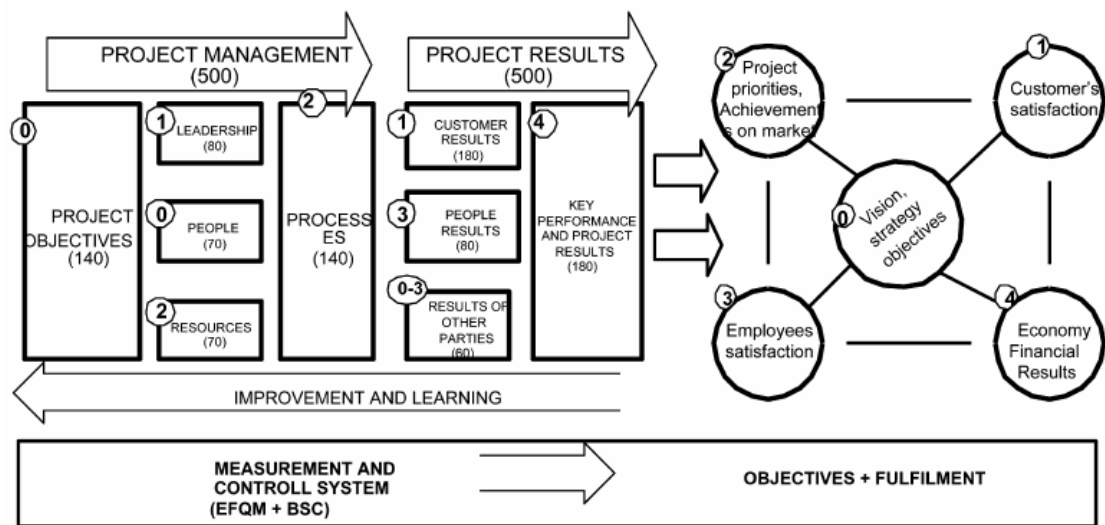 PROJECT MANAGEMENT
(500)
PROJECT RESULTS
(500)
0
PROJECT
OBJECTIVES
(140)
1
LEADERSHIP
(80)
0
PEOPLE
(70)
2
RESOURCES
(70)
2
PROCESS
ES
(140)
1
CUSTOMER
RESULTS
(180)
3
PEOPLE RESULTS
(80)
0-3
RESULTS OF
OTHER
PARTIES
(60)
4
KEY
PERFORMANCE
AND PROJECT
RESULTS
(180)
2
Project
priorities,
Achievement
s on market
1
Customer's
satisfaction
0
Vision,
strategy
objectives
3
Employees
satisfaction
4
Economy
Financial
Results
IMPROVEMENT AND LEARNING
MEASUREMENT AND
CONTROLL SYSTEM
(EFQM + BSC)
OBJECTIVES + FULFILMENT